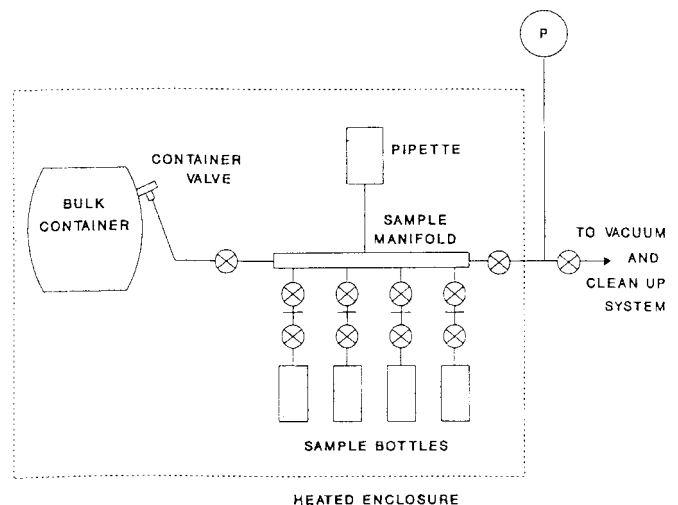 P
CONTAINER
VALVE
PIPETTE
BULK
CONTAINER
SAMPLE
MANIFOLD
TO VACUUM
AND
CLEAN UP
SYSTEM
SAMPLE BOTTLES
HEATED ENCLOSURE